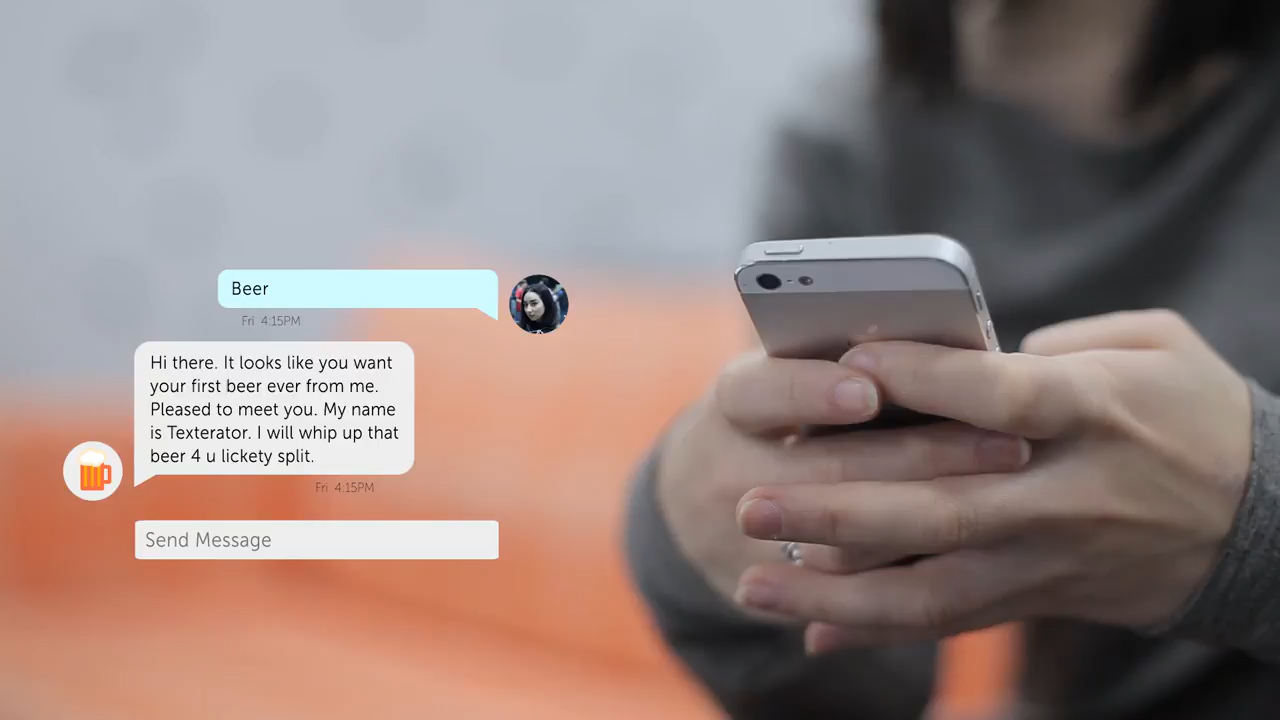 Beer
Fri 4:15PM
Hi there. It looks like you want
your first beer ever from me.
Pleased to meet you. My name
is Texterator. I will whip up that
beer 4 u lickety split.
Fri 4:15PM
Send Message